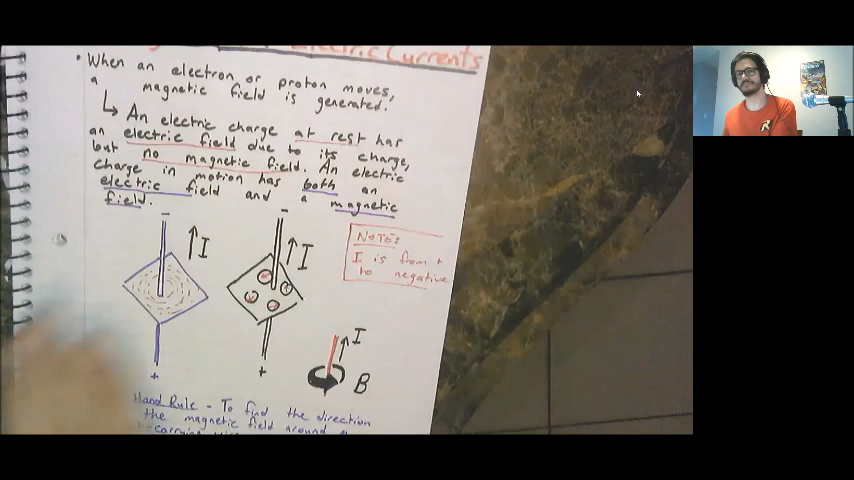 Electric Currents
• When an electron or proton moves,
a magnetic field is generated.
↳ An electric charge at rest has
an electric field due to its charge,
but no magnetic field. An electric
charge in motion has both an
electric field and a magnetic
field.
- -
↑ I ↑ I
NOTE:
I is from +
to negative
+ +
↑ I
B
Hand Rule - To find the direction
the magnetic field around a
-carrying